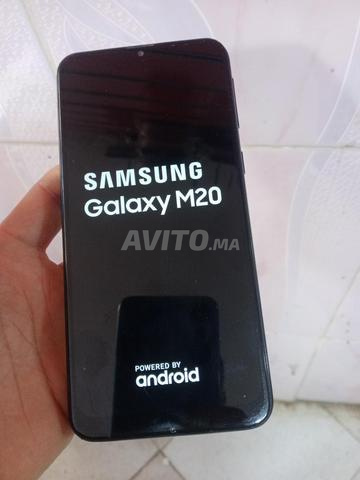 SAMSUNG
Galaxy M20
AVITO.MA
POWERED BY
android